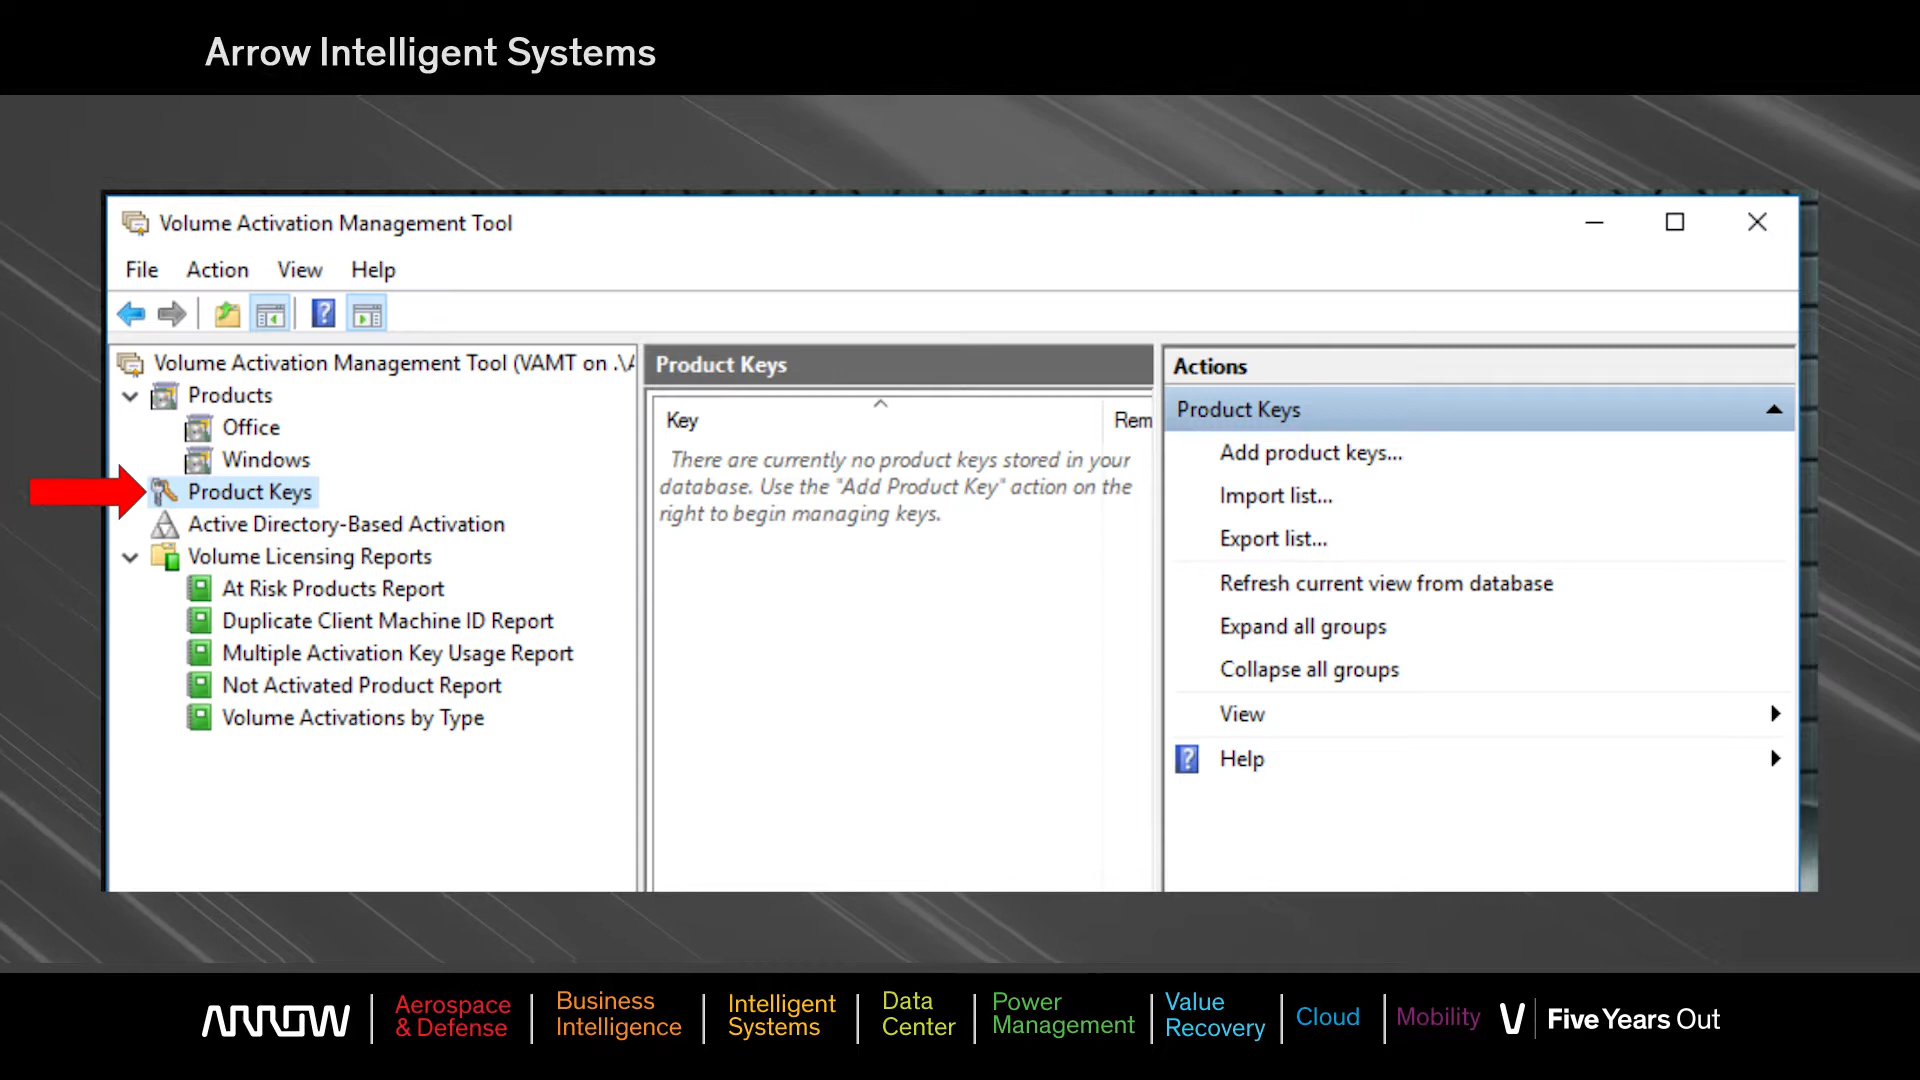 Arrow Intelligent Systems
Volume Activation Management Tool
File Action View Help
Volume Activation Management Tool (VAMT on .\A
Products
Office
Windows
Product Keys
Active Directory-Based Activation
Volume Licensing Reports
At Risk Products Report
Duplicate Client Machine ID Report
Multiple Activation Key Usage Report
Not Activated Product Report
Volume Activations by Type
Product Keys
Key Rem
There are currently no product keys stored in your
database. Use the "Add Product Key" action on the
right to begin managing keys.
Actions
Product Keys
Add product keys...
Import list...
Export list...
Refresh current view from database
Expand all groups
Collapse all groups
View
Help
ARROW
Aerospace
& Defense
Business
Intelligence
Intelligent
Systems
Data
Center
Power
Management
Value
Recovery
Cloud
Mobility
Five Years Out